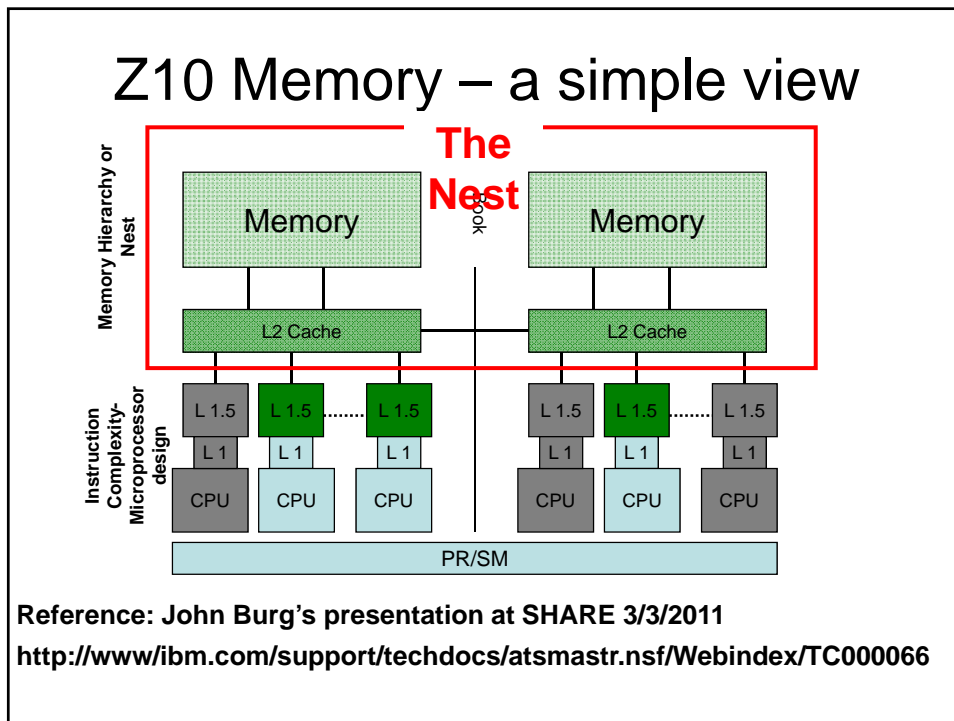 Z10 Memory – a simple view
The
Nest
Book
Memory Hierarchy or
Nest
Memory
Memory
L2 Cache
L2 Cache
Instruction
Complexity-
Microprocessor
design
L 1.5
L 1.5
........
L 1.5
L 1.5
L 1.5
........
L 1.5
L 1
L 1
L 1
L 1
L 1
L 1
CPU
CPU
CPU
CPU
CPU
CPU
PR/SM
Reference: John Burg's presentation at SHARE 3/3/2011
http://www/ibm.com/support/techdocs/atsmastr.nsf/Webindex/TC000066